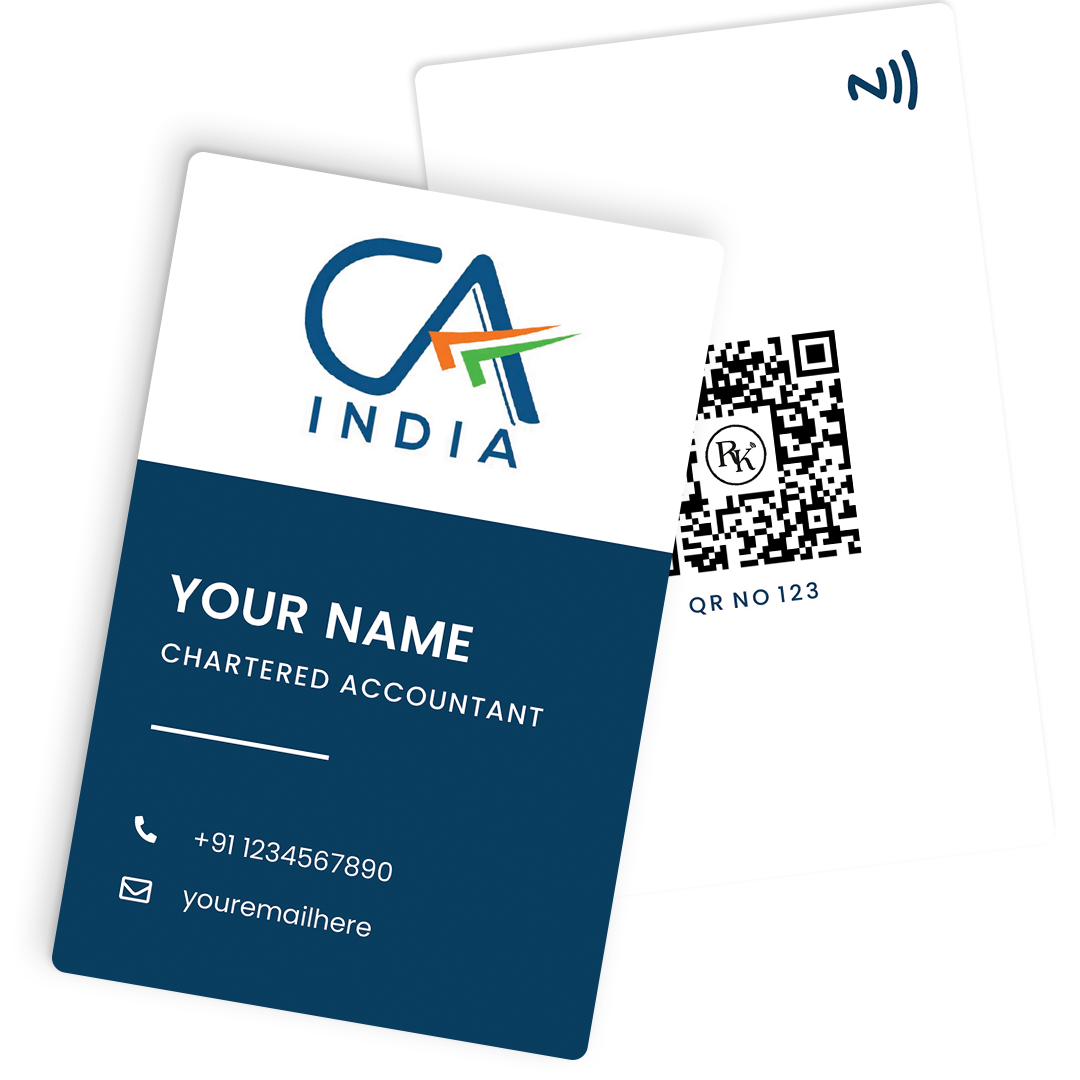 CA
INDIA
YOUR NAME
CHARTERED ACCOUNTANT
+91 1234567890
youremailhere
RK
QR NO 123